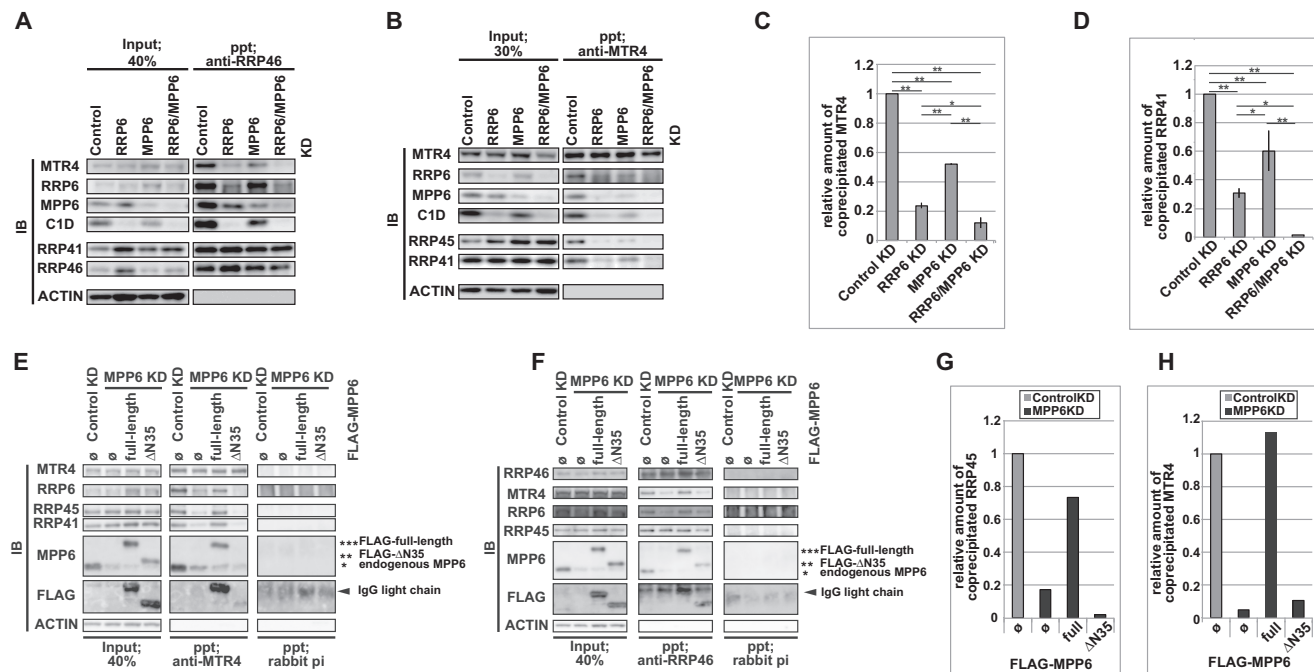 A
Input;
40%
ppt;
anti-RRP46
Control
RRP6
MPP6
RRP6/MPP6
Control
RRP6
MPP6
RRP6/MPP6
KD
IB
MTR4
RRP6
MPP6
C1D
RRP41
RRP46
ACTIN
B
Input;
30%
ppt;
anti-MTR4
Control
RRP6
MPP6
RRP6/MPP6
Control
RRP6
MPP6
RRP6/MPP6
KD
IB
MTR4
RRP6
MPP6
C1D
RRP45
RRP41
ACTIN
C
relative amount of
coprecipitated MTR4
1.2
1
0.8
0.6
0.4
0.2
0
**
**
**
*
**
**
Control KD
RRP6 KD
MPP6 KD
RRP6/MPP6 KD
D
relative amount of
coprecipitated RRP41
1.2
1
0.8
0.6
0.4
0.2
0
**
**
**
*
*
**
Control KD
RRP6 KD
MPP6 KD
RRP6/MPP6 KD
E
Control KD
MPP6 KD
Control KD
MPP6 KD
Control KD
MPP6 KD
ø
ø
full-length
ΔN35
ø
ø
full-length
ΔN35
ø
ø
full-length
ΔN35
FLAG-MPP6
IB
MTR4
RRP6
RRP45
RRP41
MPP6
***FLAG-full-length
** FLAG-ΔN35
* endogenous MPP6
FLAG
IgG light chain
ACTIN
Input;
40%
ppt;
anti-MTR4
ppt;
rabbit pi
F
Control KD
MPP6 KD
Control KD
MPP6 KD
Control KD
MPP6 KD
ø
ø
full-length
ΔN35
ø
ø
full-length
ΔN35
ø
ø
full-length
ΔN35
FLAG-MPP6
IB
RRP46
MTR4
RRP6
RRP45
MPP6
***FLAG-full-length
** FLAG-ΔN35
* endogenous MPP6
FLAG
IgG light chain
ACTIN
Input;
40%
ppt;
anti-RRP46
ppt;
rabbit pi
G
ControlKD
MPP6KD
relative amount of
coprecipitated RRP45
1.2
1
0.8
0.6
0.4
0.2
0
ø
ø
full
ΔN35
FLAG-MPP6
H
ControlKD
MPP6KD
relative amount of
coprecipitated MTR4
1.2
1
0.8
0.6
0.4
0.2
0
ø
ø
full
ΔN35
FLAG-MPP6